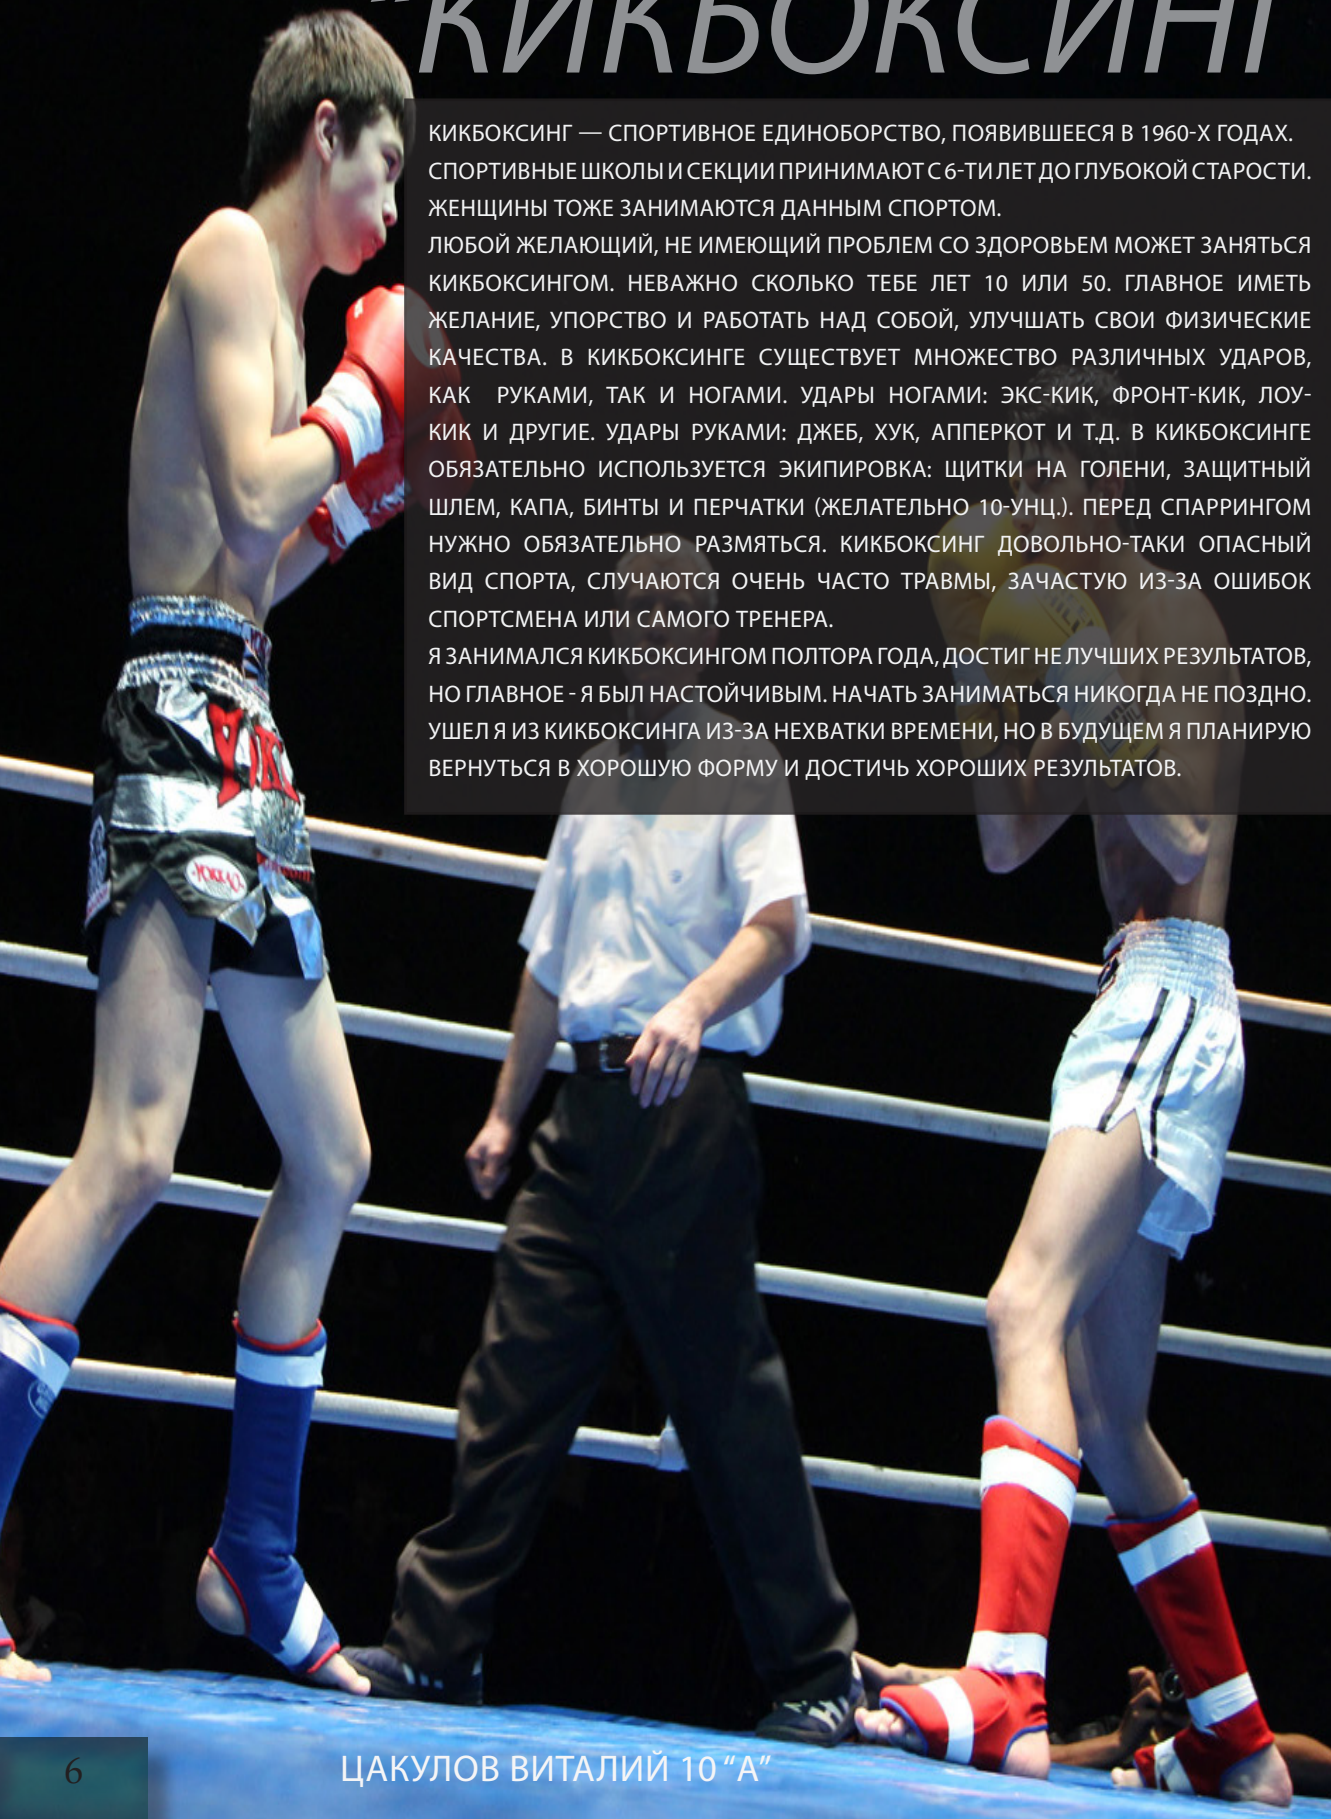 "КИКБОКСИНГ
КИКБОКСИНГ — СПОРТИВНОЕ ЕДИНОБОРСТВО, ПОЯВИВШЕЕСЯ В 1960-Х ГОДАХ.
СПОРТИВНЫЕ ШКОЛЫ И СЕКЦИИ ПРИНИМАЮТ С 6-ТИ ЛЕТ ДО ГЛУБОКОЙ СТАРОСТИ.
ЖЕНЩИНЫ ТОЖЕ ЗАНИМАЮТСЯ ДАННЫМ СПОРТОМ.
ЛЮБОЙ ЖЕЛАЮЩИЙ, НЕ ИМЕЮЩИЙ ПРОБЛЕМ СО ЗДОРОВЬЕМ МОЖЕТ ЗАНЯТЬСЯ
КИКБОКСИНГОМ. НЕВАЖНО СКОЛЬКО ТЕБЕ ЛЕТ 10 ИЛИ 50. ГЛАВНОЕ ИМЕТЬ
ЖЕЛАНИЕ, УПОРСТВО И РАБОТАТЬ НАД СОБОЙ, УЛУЧШАТЬ СВОИ ФИЗИЧЕСКИЕ
КАЧЕСТВА. В КИКБОКСИНГЕ СУЩЕСТВУЕТ МНОЖЕСТВО РАЗЛИЧНЫХ УДАРОВ,
КАК РУКАМИ, ТАК И НОГАМИ. УДАРЫ НОГАМИ: ЭКС-КИК, ФРОНТ-КИК, ЛОУ-
КИК И ДРУГИЕ. УДАРЫ РУКАМИ: ДЖЕБ, ХУК, АППЕРКОТ И Т.Д. В КИКБОКСИНГЕ
ОБЯЗАТЕЛЬНО ИСПОЛЬЗУЕТСЯ ЭКИПИРОВКА: ЩИТКИ НА ГОЛЕНИ, ЗАЩИТНЫЙ
ШЛЕМ, КАПА, БИНТЫ И ПЕРЧАТКИ (ЖЕЛАТЕЛЬНО 10-УНЦ.). ПЕРЕД СПАРРИНГОМ
НУЖНО ОБЯЗАТЕЛЬНО РАЗМЯТЬСЯ. КИКБОКСИНГ ДОВОЛЬНО-ТАКИ ОПАСНЫЙ
ВИД СПОРТА, СЛУЧАЮТСЯ ОЧЕНЬ ЧАСТО ТРАВМЫ, ЗАЧАСТУЮ ИЗ-ЗА ОШИБОК
СПОРТСМЕНА ИЛИ САМОГО ТРЕНЕРА.
Я ЗАНИМАЛСЯ КИКБОКСИНГОМ ПОЛТОРА ГОДА, ДОСТИГ НЕ ЛУЧШИХ РЕЗУЛЬТАТОВ,
НО ГЛАВНОЕ - Я БЫЛ НАСТОЙЧИВЫМ. НАЧАТЬ ЗАНИМАТЬСЯ НИКОГДА НЕ ПОЗДНО.
УШЕЛ Я ИЗ КИКБОКСИНГА ИЗ-ЗА НЕХВАТКИ ВРЕМЕНИ, НО В БУДУЩЕМ Я ПЛАНИРУЮ
ВЕРНУТЬСЯ В ХОРОШУЮ ФОРМУ И ДОСТИЧЬ ХОРОШИХ РЕЗУЛЬТАТОВ.
YOKKAO
6
ЦАКУЛОВ ВИТАЛИЙ 10 "А"